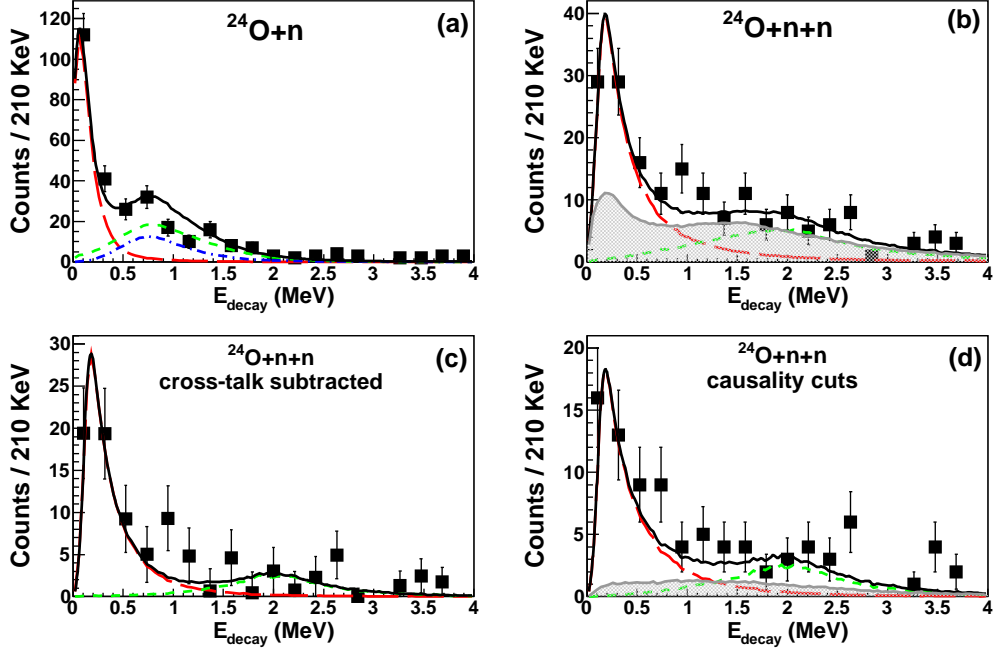 (a)
²⁴O+n
Counts / 210 KeV
120
100
80
60
40
20
0
0 0.5 1 1.5 2 2.5 3 3.5 4
E_decay (MeV)
(b)
²⁴O+n+n
Counts / 210 KeV
40
30
20
10
0
0 0.5 1 1.5 2 2.5 3 3.5 4
E_decay (MeV)
(c)
²⁴O+n+n
cross-talk subtracted
Counts / 210 KeV
30
25
20
15
10
5
0
0 0.5 1 1.5 2 2.5 3 3.5 4
E_decay (MeV)
(d)
²⁴O+n+n
causality cuts
Counts / 210 KeV
20
15
10
5
0
0 0.5 1 1.5 2 2.5 3 3.5 4
E_decay (MeV)